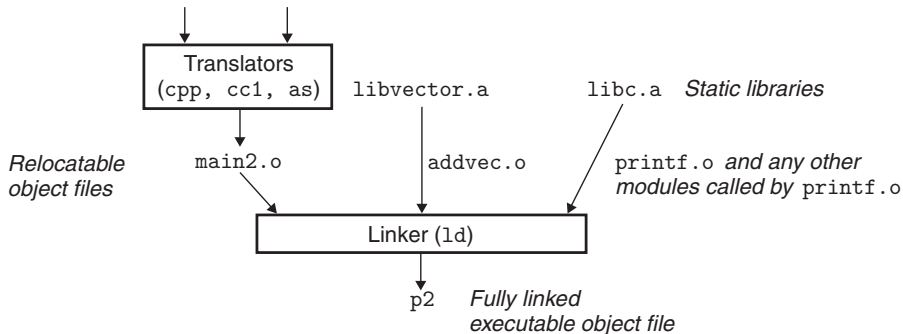 Translators
(cpp, cc1, as)
libvector.a
libc.a
Static libraries
Relocatable
object files
main2.o
addvec.o
printf.o and any other
modules called by printf.o
Linker (ld)
p2
Fully linked
executable object file